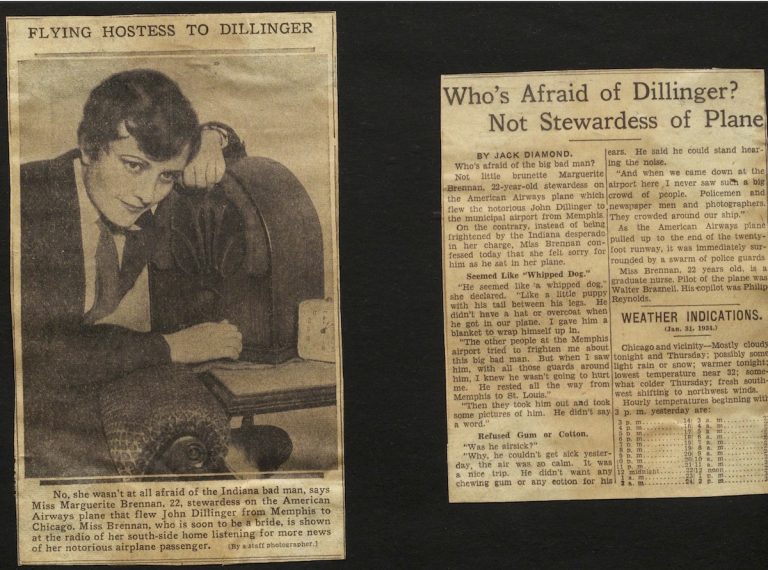 FLYING HOSTESS TO DILLINGER
No, she wasn't at all afraid of the Indiana bad man, says
Miss Marguerite Brennan, 22, stewardess on the American
Airways plane that flew John Dillinger from Memphis to
Chicago. Miss Brennan, who is soon to be a bride, is shown
at the radio of her south-side home listening for more news
of her notorious airplane passenger. (By a staff photographer.)
Who's Afraid of Dillinger?
Not Stewardess of Plane
BY JACK DIAMOND.
Who's afraid of the big bad man?
Not little brunette Marguerite
Brennan, 22-year-old stewardess on
the American Airways plane which
flew the notorious John Dillinger to
the municipal airport from Memphis.
On the contrary, instead of being
frightened by the Indiana desperado
in her charge, Miss Brennan con-
fessed today that she felt sorry for
him as he sat in her plane.
Seemed Like "Whipped Dog."
"He seemed like a whipped dog,"
she declared. "Like a little puppy
with his tail between his legs. He
didn't have a hat or overcoat when
he got in our plane. I gave him a
blanket to wrap himself up in.
"The other people at the Memphis
airport tried to frighten me about
this big bad man. But when I saw
him, with all those guards around
him, I knew he wasn't going to hurt
me. He rested all the way from
Memphis to St. Louis."
"Then they took him out and took
some pictures of him. He didn't say
a word."
Refused Gum or Cotton.
"Was he airsick?"
"Why, he couldn't get sick yester-
day, the air was so calm. It was
a nice trip. He didn't want any
chewing gum or any cotton for his
ears. He said he could stand hear-
ing the noise.
"And when we came down at the
airport here I never saw such a big
crowd of people. Policemen and
newspaper men and photographers.
They crowded around our ship."
As the American Airways plane
pulled up to the end of the twenty-
foot runway, it was immediately sur-
rounded by a swarm of police guards
Miss Brennan, 22 years old, is a
graduate nurse. Pilot of the plane was
Walter Braznell. His copilot was Philip
Reynolds.
WEATHER INDICATIONS.
(Jan. 31, 1934.)
Chicago and vicinity—Mostly cloudy
tonight and Thursday; possibly some
light rain or snow; warmer tonight;
lowest temperature near 32; some-
what colder Thursday; fresh south-
west shifting to northwest winds.
Hourly temperatures beginning with
3 p. m. yesterday are:
3 p. m.
4 p. m.
5 p. m.
6 p. m.
7 p. m.
8 p. m.
9 p. m.
10 p. m.
11 p. m.
12 midnight
1 a. m.
2 a. m.